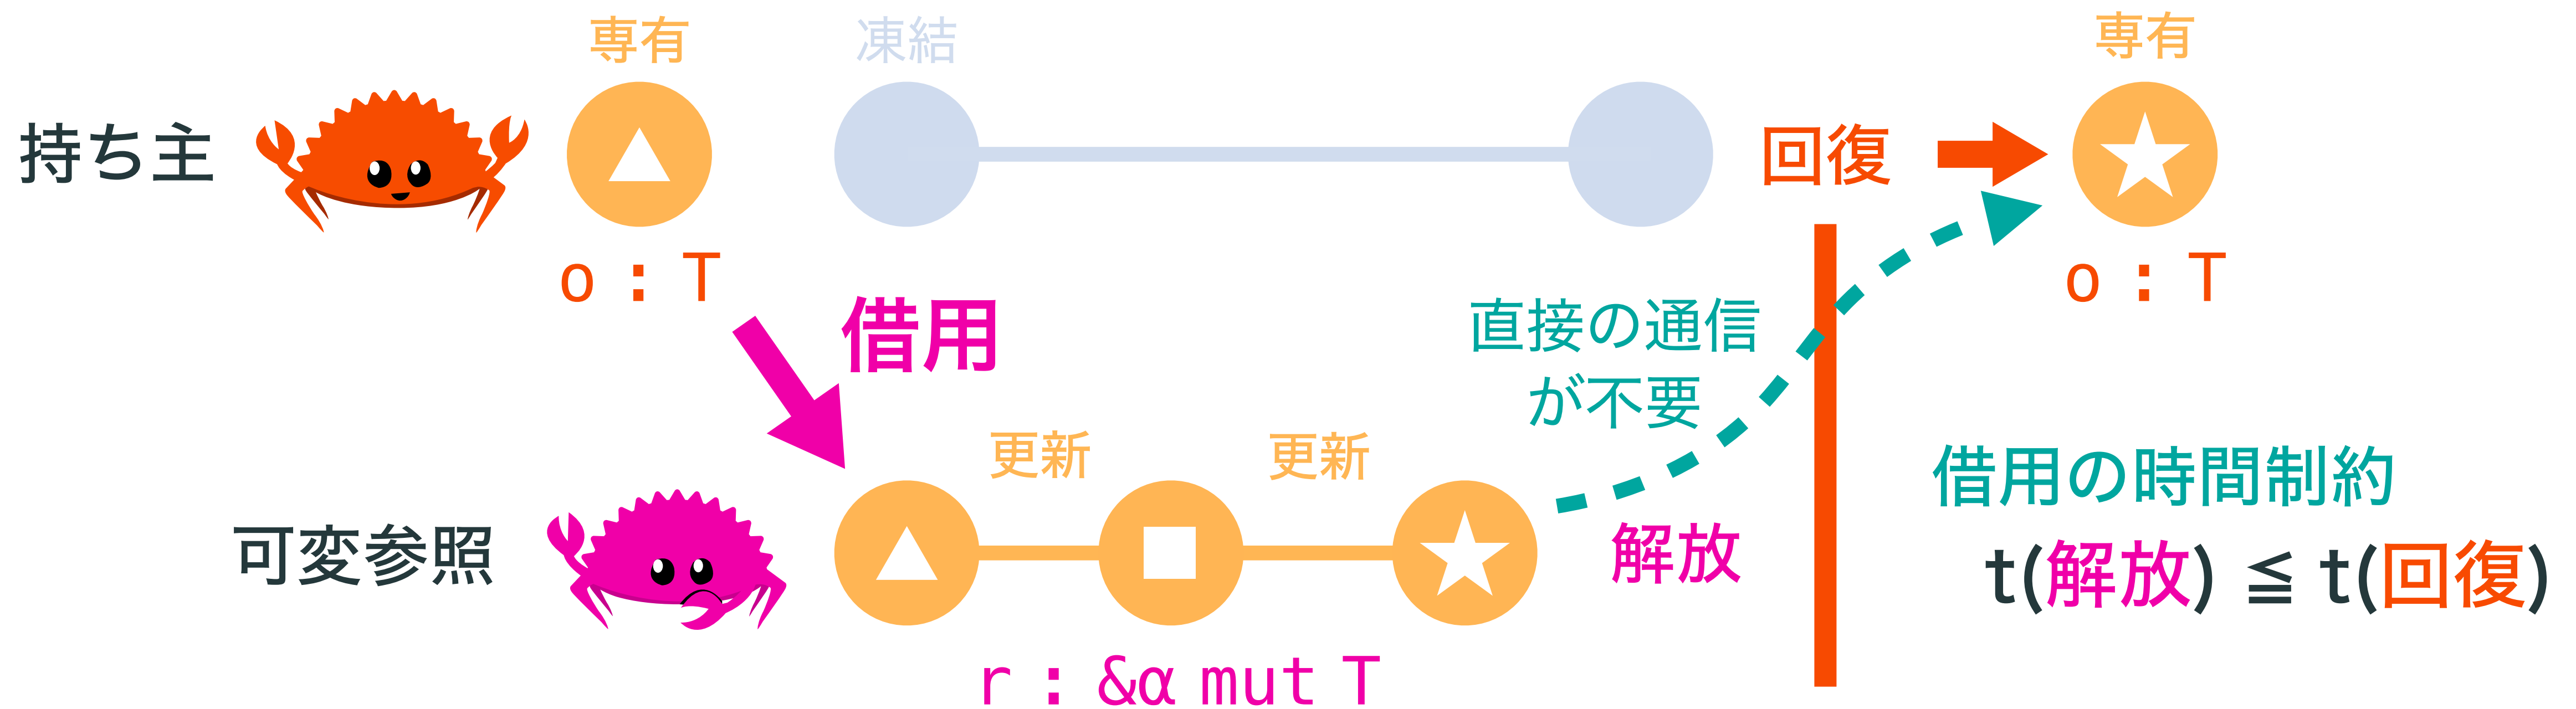 専有
凍結
専有
持ち主
回復
o : T
o : T
借用
直接の通信
が不要
更新
更新
借用の時間制約
可変参照
解放
t(解放) ≦ t(回復)
r : &α mut T